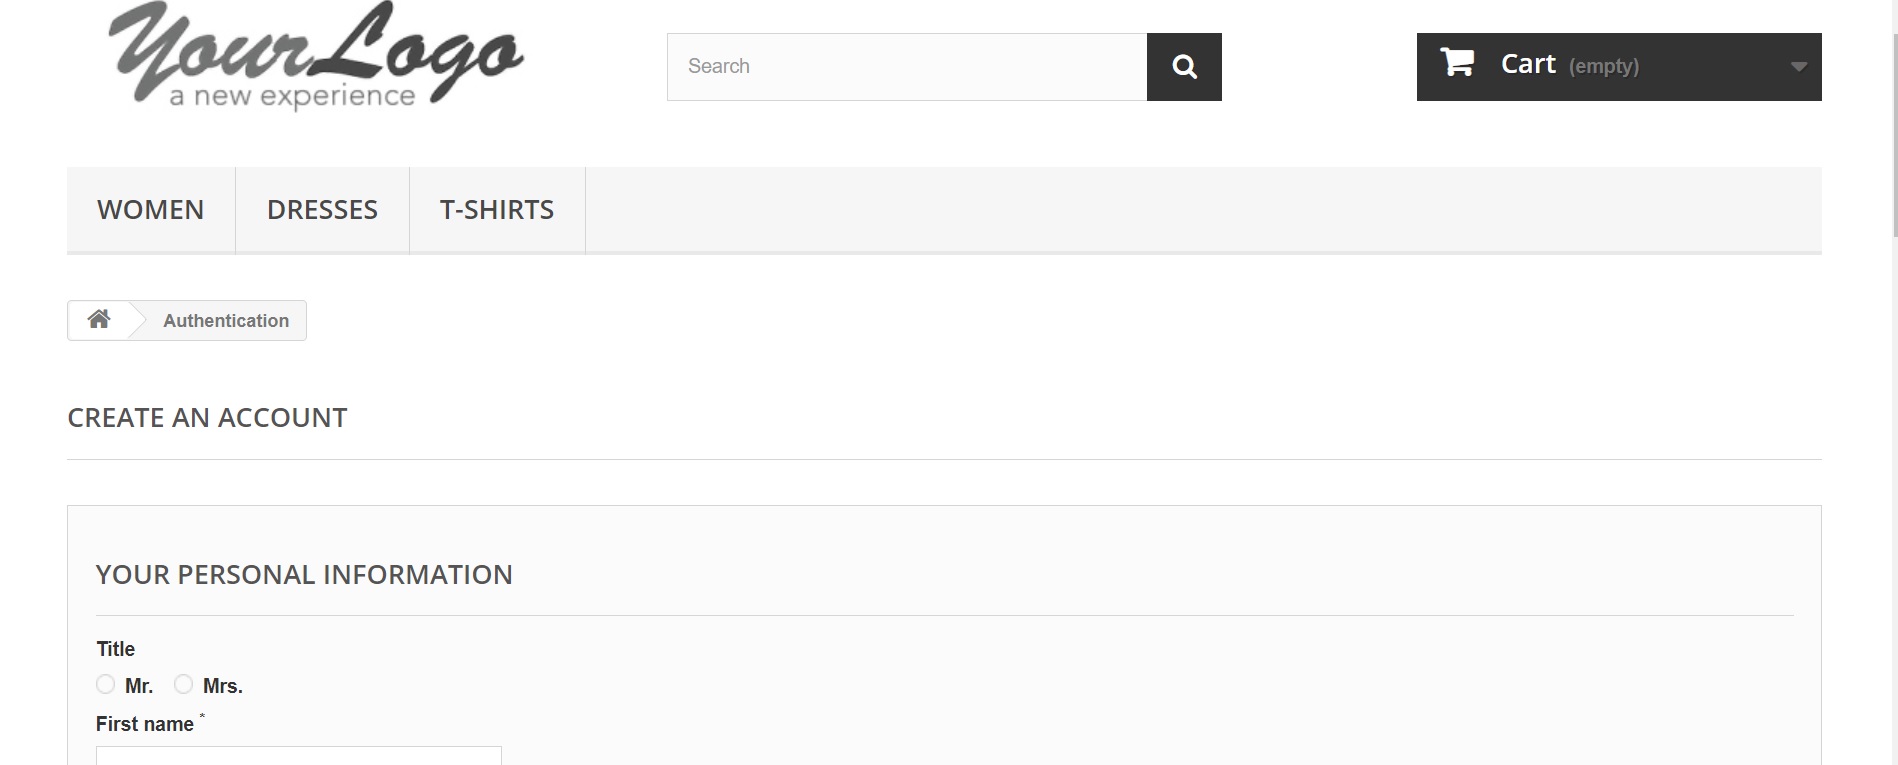 YourLogo
a new experience
Search
Cart (empty)
WOMEN DRESSES T-SHIRTS
Authentication
CREATE AN ACCOUNT
YOUR PERSONAL INFORMATION
Title
Mr. Mrs.
First name *